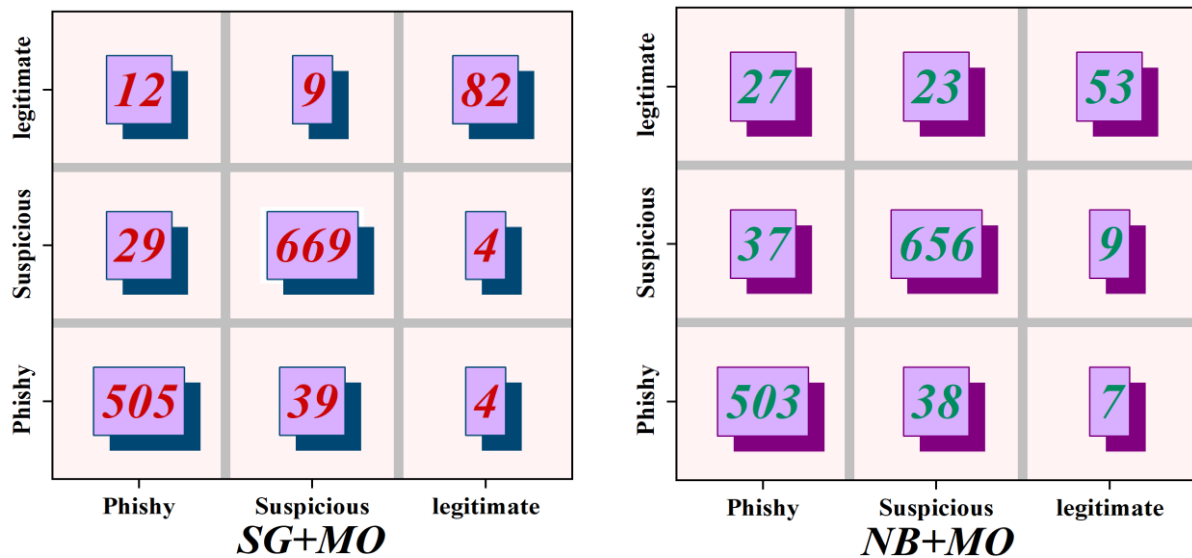 legitimate
12 9 82
Suspicious
29 669 4
Phishy
505 39 4
Phishy Suspicious legitimate
SG+MO
legitimate
27 23 53
Suspicious
37 656 9
Phishy
503 38 7
Phishy Suspicious legitimate
NB+MO